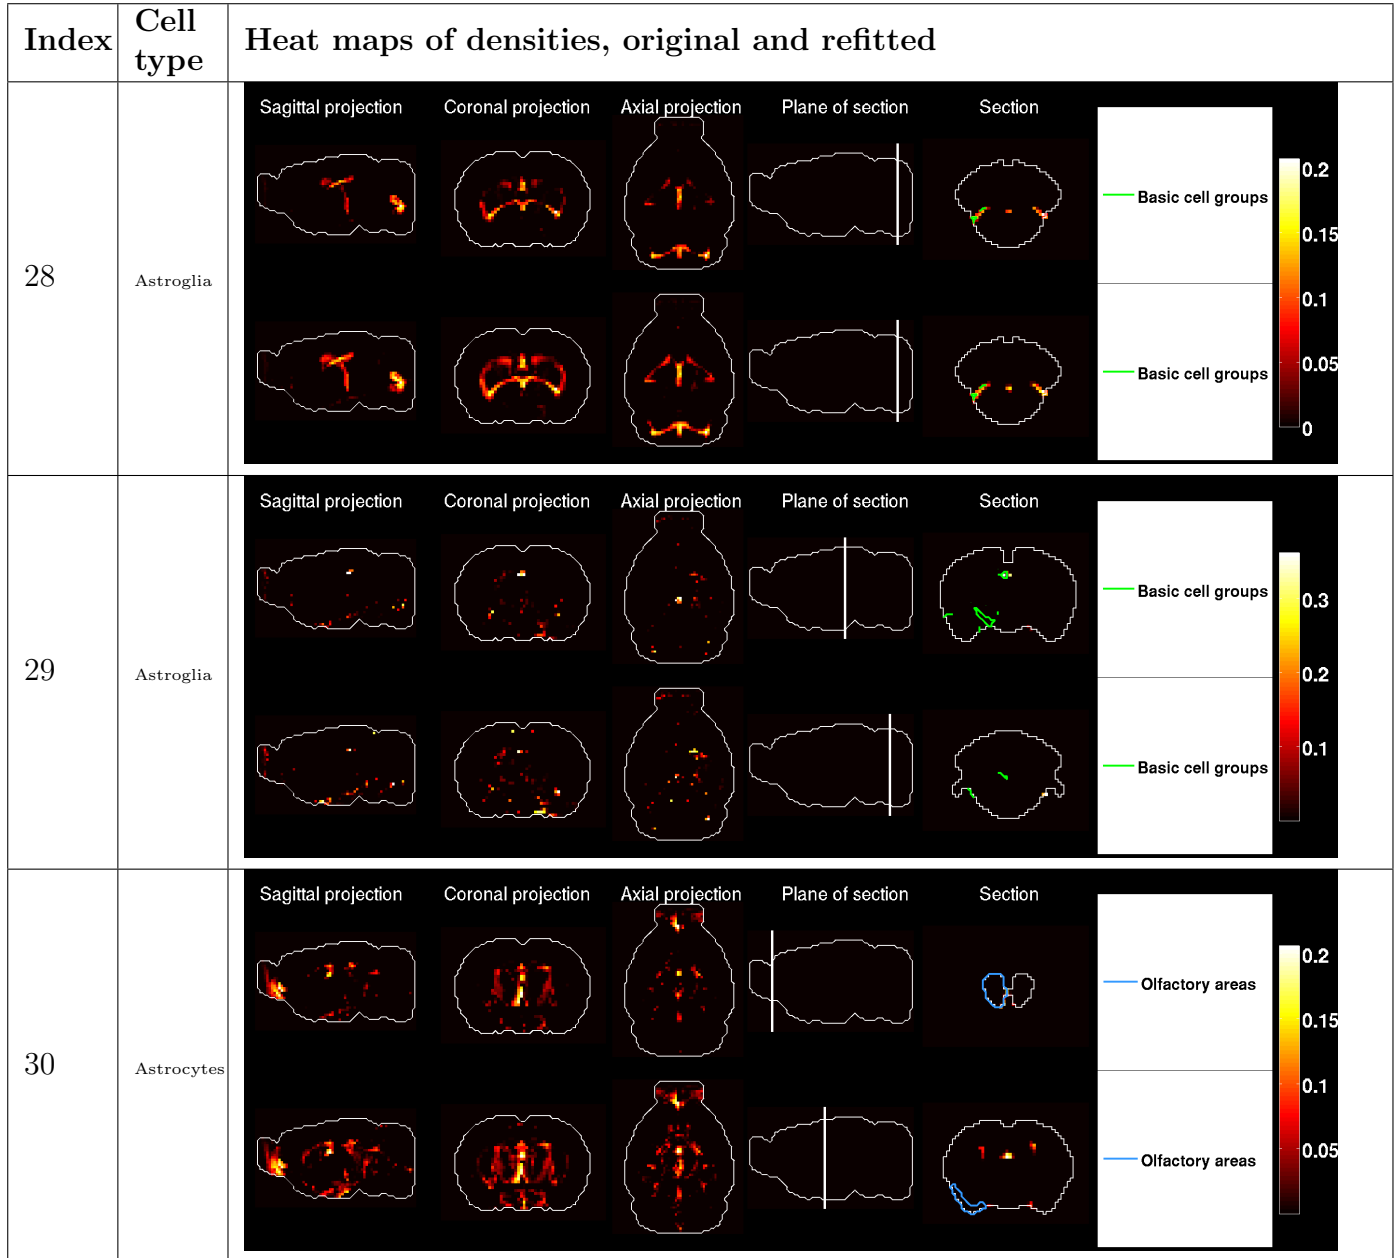 Index
Cell
type
Heat maps of densities, original and refitted
28
Astroglia
Sagittal projection Coronal projection Axial projection Plane of section Section
Basic cell groups
Basic cell groups
0.2
0.15
0.1
0.05
0
29
Astroglia
Sagittal projection Coronal projection Axial projection Plane of section Section
Basic cell groups
Basic cell groups
0.3
0.2
0.1
30
Astrocytes
Sagittal projection Coronal projection Axial projection Plane of section Section
Olfactory areas
Olfactory areas
0.2
0.15
0.1
0.05